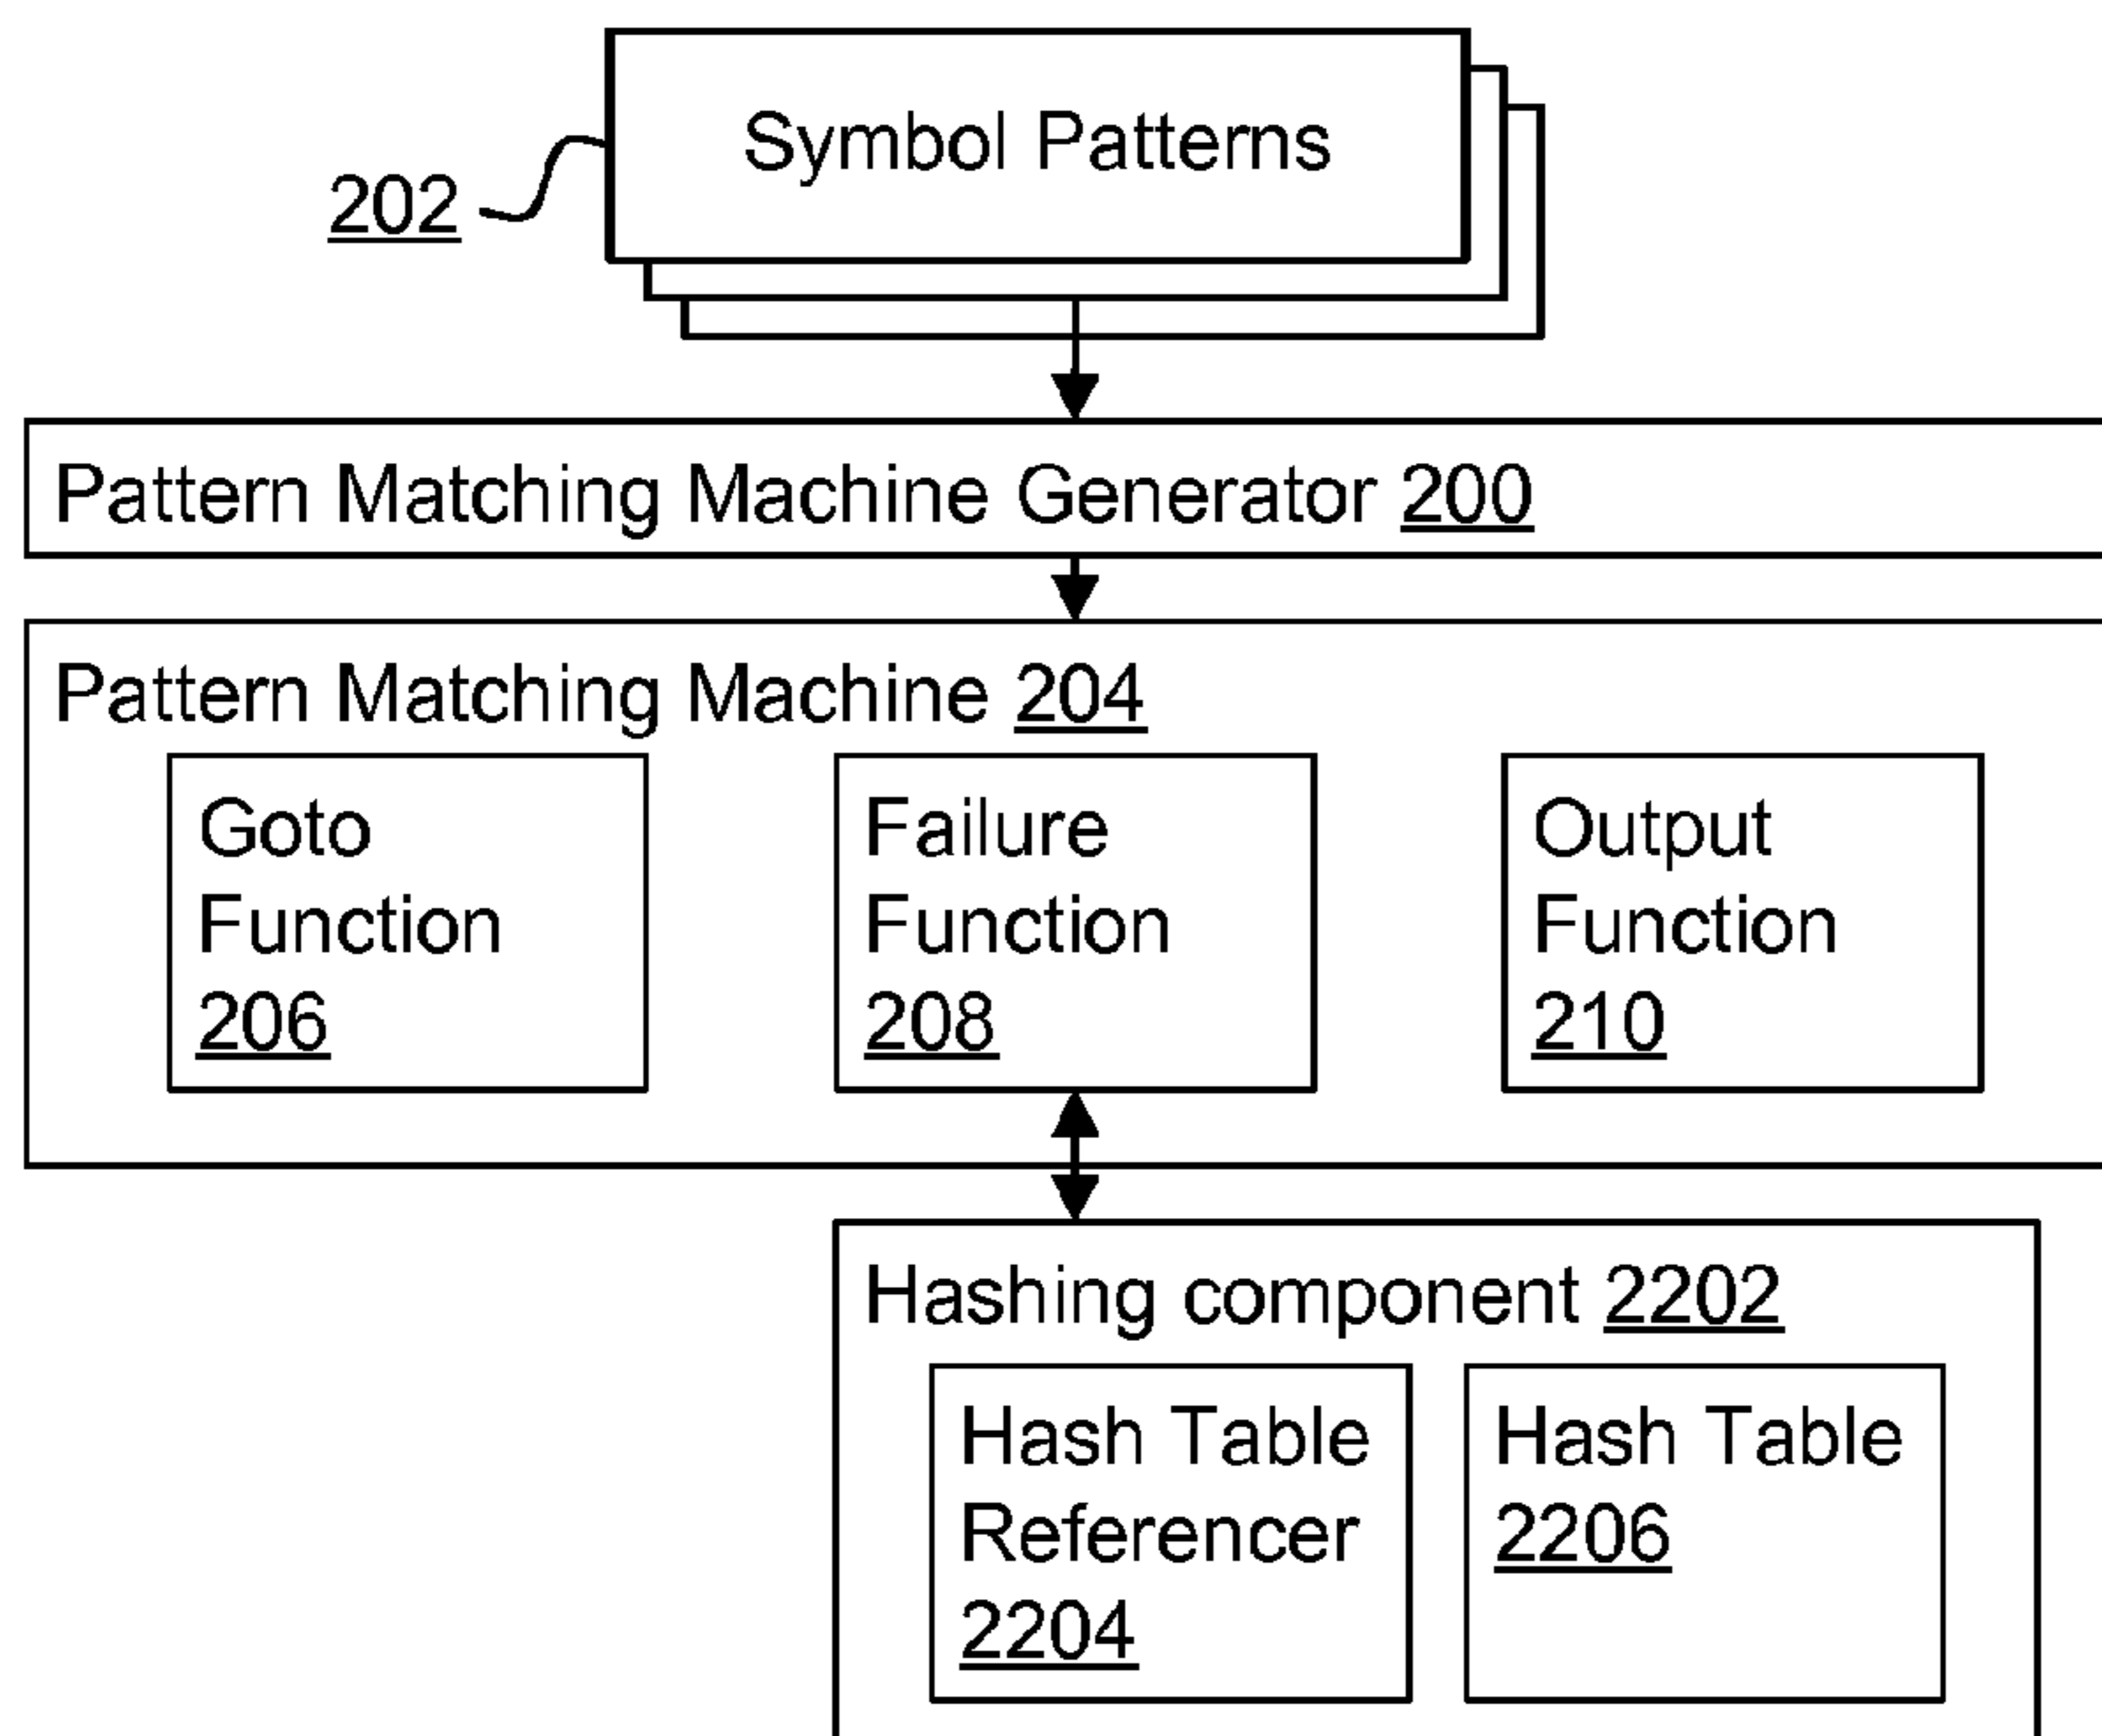 Symbol Patterns
202
Pattern Matching Machine Generator 200
Pattern Matching Machine 204
Goto
Function
206
Failure
Function
208
Output
Function
210
Hashing component 2202
Hash Table
Referencer
2204
Hash Table
2206